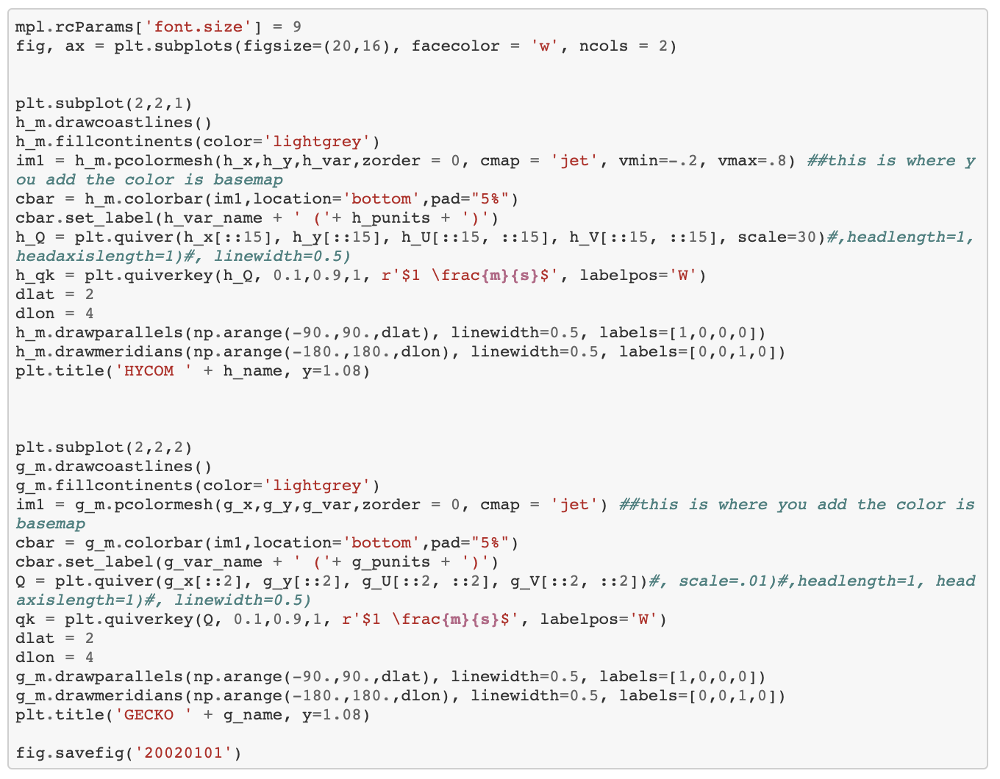 mpl.rcParams['font.size'] = 9
fig, ax = plt.subplots(figsize=(20,16), facecolor = 'w', ncols = 2)
plt.subplot(2,2,1)
h_m.drawcoastlines()
h_m.fillcontinents(color='lightgrey')
im1 = h_m.pcolormesh(h_x,h_y,h_var,zorder = 0, cmap = 'jet', vmin=-.2, vmax=.8) ##this is where y
ou add the color is basemap
cbar = h_m.colorbar(im1,location='bottom',pad="5%")
cbar.set_label(h_var_name + ' ('+ h_punits + ')')
h_Q = plt.quiver(h_x[::15], h_y[::15], h_U[::15, ::15], h_V[::15, ::15], scale=30)#,headlength=1,
headaxislength=1)#, linewidth=0.5)
h_qk = plt.quiverkey(h_Q, 0.1,0.9,1, r'$1 \frac{m}{s}$', labelpos='W')
dlat = 2
dlon = 4
h_m.drawparallels(np.arange(-90.,90.,dlat), linewidth=0.5, labels=[1,0,0,0])
h_m.drawmeridians(np.arange(-180.,180.,dlon), linewidth=0.5, labels=[0,0,1,0])
plt.title('HYCOM ' + h_name, y=1.08)
plt.subplot(2,2,2)
g_m.drawcoastlines()
g_m.fillcontinents(color='lightgrey')
im1 = g_m.pcolormesh(g_x,g_y,g_var,zorder = 0, cmap = 'jet') ##this is where you add the color is
basemap
cbar = g_m.colorbar(im1,location='bottom',pad="5%")
cbar.set_label(g_var_name + ' ('+ g_punits + ')')
Q = plt.quiver(g_x[::2], g_y[::2], g_U[::2, ::2], g_V[::2, ::2])#, scale=.01)#,headlength=1, head
axislength=1)#, linewidth=0.5)
qk = plt.quiverkey(Q, 0.1,0.9,1, r'$1 \frac{m}{s}$', labelpos='W')
dlat = 2
dlon = 4
g_m.drawparallels(np.arange(-90.,90.,dlat), linewidth=0.5, labels=[1,0,0,0])
g_m.drawmeridians(np.arange(-180.,180.,dlon), linewidth=0.5, labels=[0,0,1,0])
plt.title('GECKO ' + g_name, y=1.08)
fig.savefig('20020101')